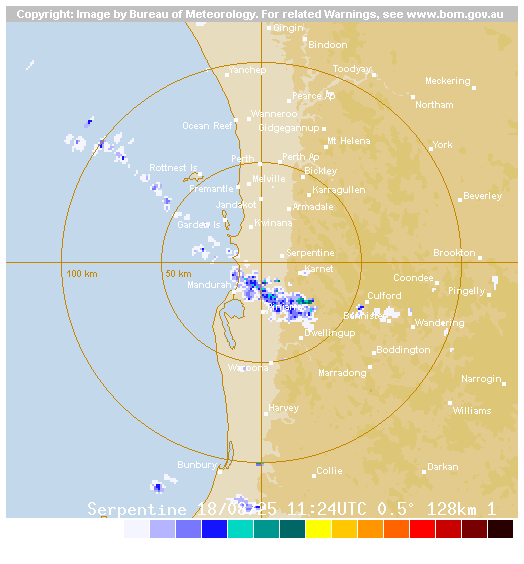 Copyright: Image by Bureau of Meteorology. For related Warnings, see www.bom.gov.au
Gingin
Bindoon
Yanchep
Toodyay
Meckering
Pearce Ap
Northam
Wanneroo
Ocean Reef
Gidgegannup
Mt Helena
York
Perth
Perth Ap
Rottnest Is
Bickley
Melville
Fremantle
Karragullen
Beverley
Jandakot
Armadale
Garden Is
Kwinana
Serpentine
Brookton
100 km
50 km
Karnet
Mandurah
Coondee
Pingelly
Culford
Wandering
Dwellingup
Boddington
Waroona
Marradong
Narrogin
Harvey
Williams
Bunbury
Collie
Darkan
Serpentine 18/08/25 11:24UTC 0.5° 128km 1